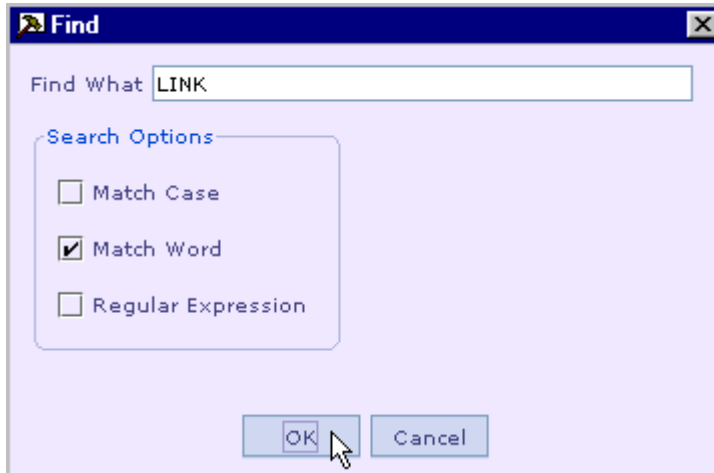 Find
Find What LINK
Search Options
Match Case
Match Word
Regular Expression
OK Cancel